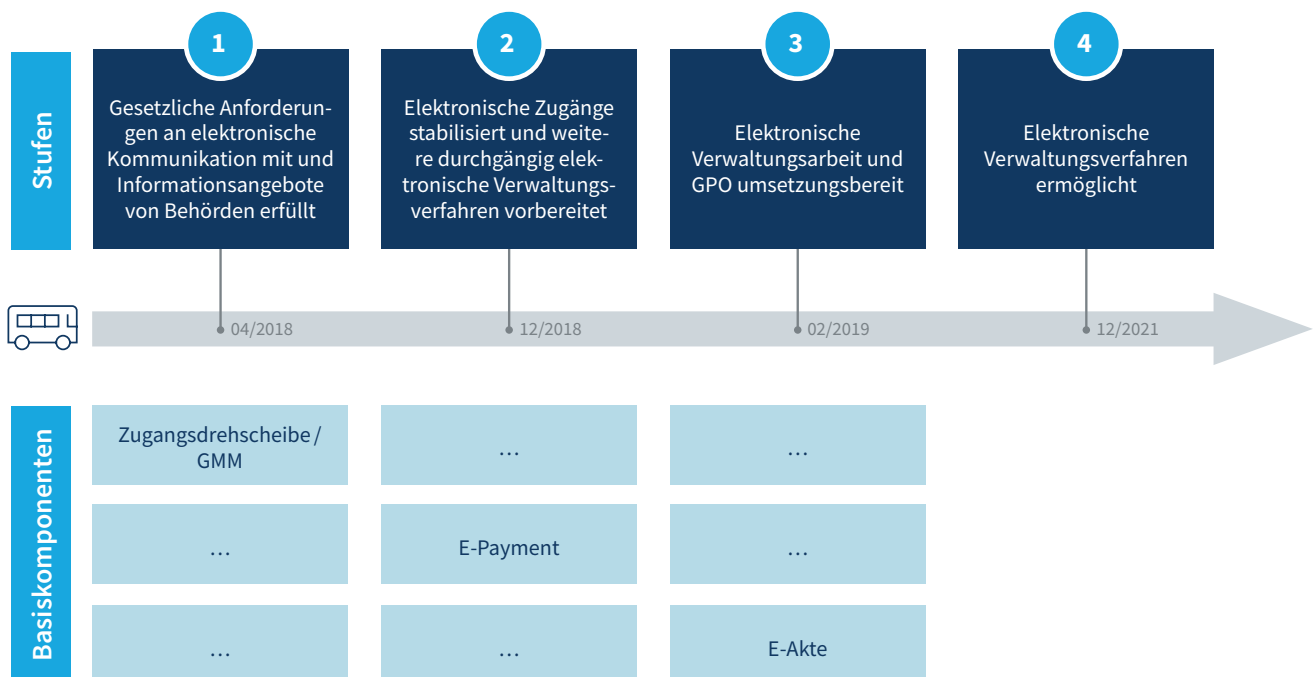 Stufen
1
Gesetzliche Anforderun-
gen an elektronische
Kommunikation mit und
Informationsangebote
von Behörden erfüllt
2
Elektronische Zugänge
stabilisiert und weite-
re durchgängig elek-
tronische Verwaltungs-
verfahren vorbereitet
3
Elektronische
Verwaltungsarbeit und
GPO umsetzungsbereit
4
Elektronische
Verwaltungsverfahren
ermöglicht
04/2018
12/2018
02/2019
12/2021
Basiskomponenten
Zugangsdrehscheibe /
GMM
...
...
...
E-Payment
...
...
...
E-Akte